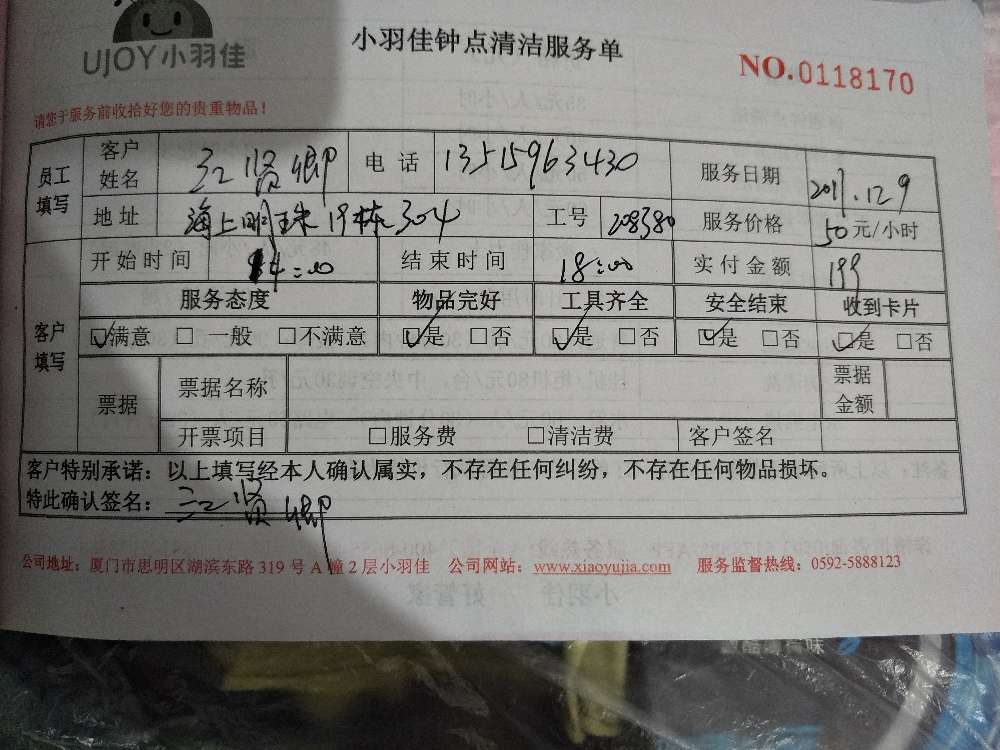 UJOY小羽佳
小羽佳钟点清洁服务单
NO.0118170
请您于服务前收拾好您的贵重物品！
员工填写 客户姓名 江贤卿 电话 13515963430 服务日期 2017.12.9
地址 海上明珠19栋304 工号 208380 服务价格 50元/小时
开始时间 14:00 结束时间 18:00 实付金额 199
客户填写 服务态度 物品完好 工具齐全 安全结束 收到卡片
☑满意 □一般 □不满意 ☑是 □否 ☑是 □否 ☑是 □否 ☑是 □否
票据 票据名称 票据金额
开票项目 □服务费 □清洁费 客户签名
客户特别承诺：以上填写经本人确认属实，不存在任何纠纷，不存在任何物品损坏。
特此确认签名：江贤卿
公司地址：厦门市思明区湖滨东路319号A幢2层小羽佳 公司网站：www.xiaoyujia.com 服务监督热线：0592-5888123